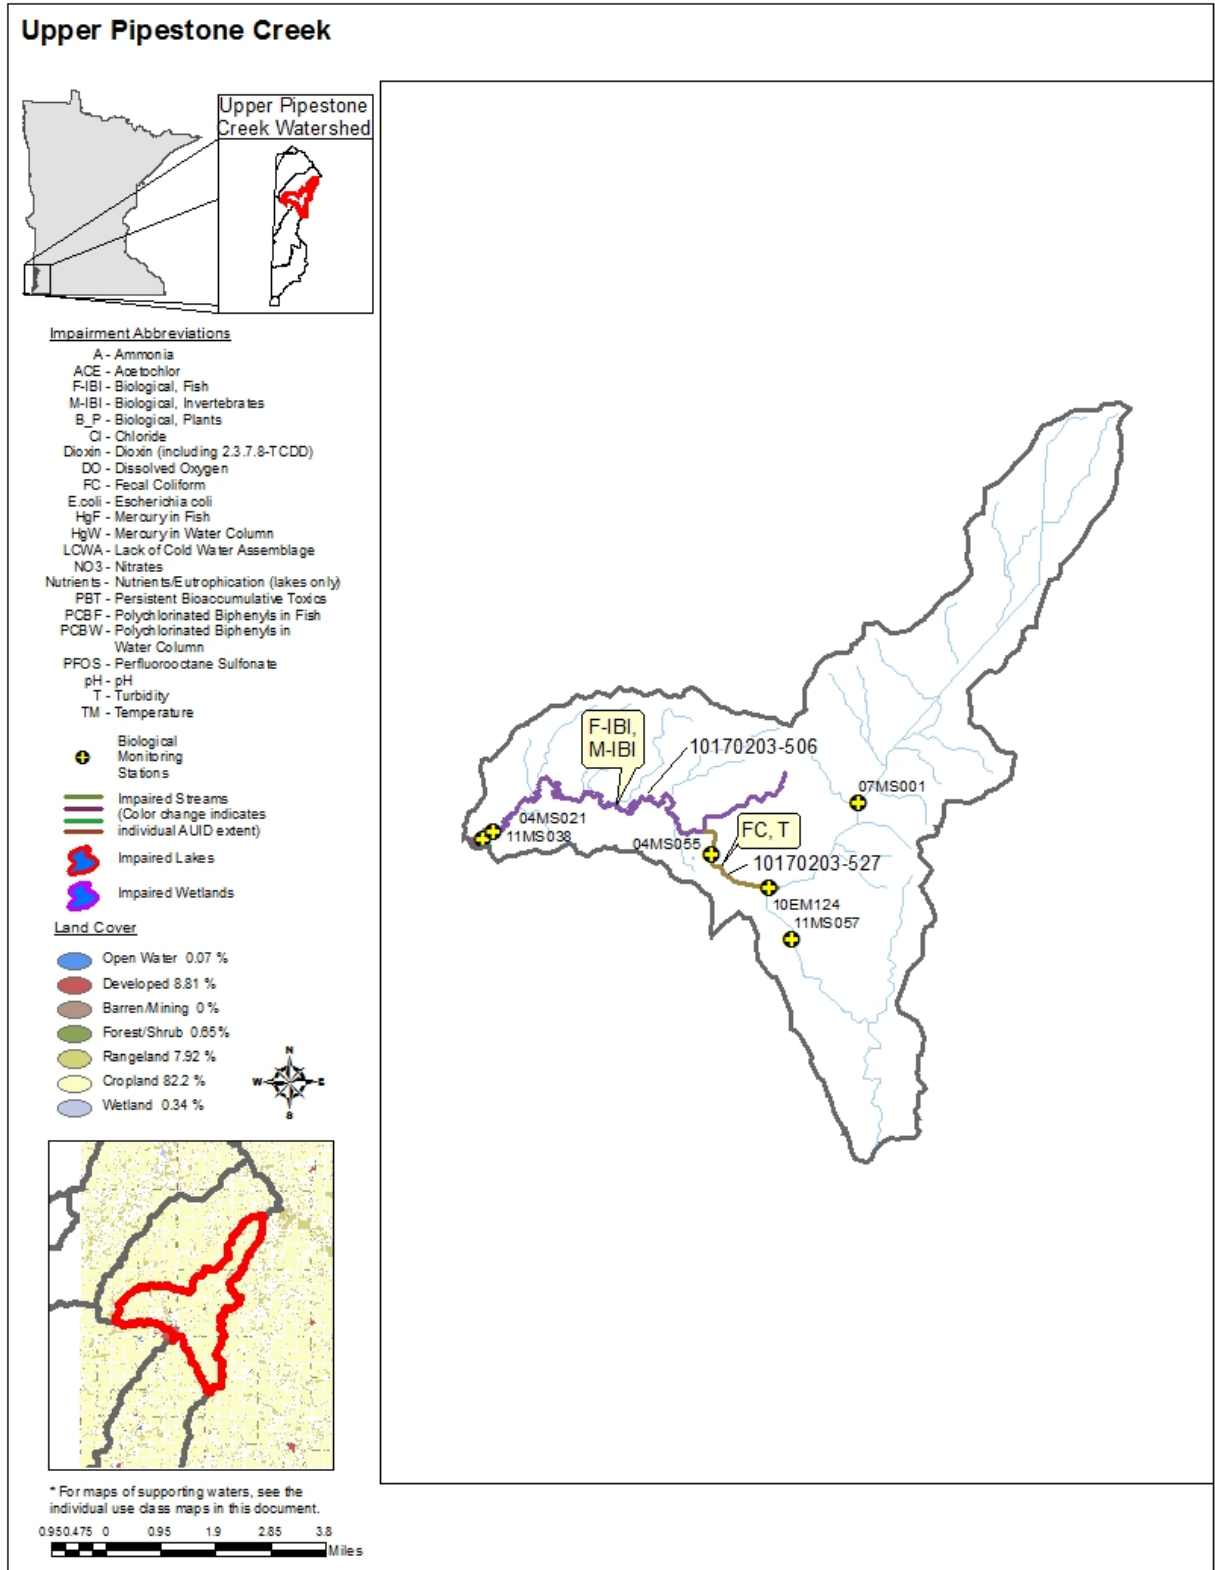 Upper Pipestone Creek
Upper Pipestone
Creek Watershed
Impairment Abbreviations
A - Ammonia
ACE - Acetochlor
F-IBI - Biological, Fish
M-IBI - Biological, Invertebrates
B_P - Biological, Plants
Cl - Chloride
Dioxin - Dioxin (including 2.3.7.8-TCDD)
DO - Dissolved Oxygen
FC - Fecal Coliform
E.coli - Escherichia coli
HgF - Mercury in Fish
HgW - Mercury in Water Column
LCWA - Lack of Cold Water Assemblage
NO3 - Nitrates
Nutrients - Nutrients/Eutrophication (lakes only)
PBT - Persistent Bioaccumulative Toxics
PCBF - Polychlorinated Biphenyls in Fish
PCBW - Polychlorinated Biphenyls in
Water Column
PFOS - Perfluorooctane Sulfonate
pH - pH
T - Turbidity
TM - Temperature
Biological
Monitoring
Stations
Impaired Streams
(Color change indicates
individual AUID extent)
Impaired Lakes
Impaired Wetlands
Land Cover
Open Water 0.07 %
Developed 8.81 %
Barren/Mining 0 %
Forest/Shrub 0.65%
Rangeland 7.92 %
Cropland 82.2 %
Wetland 0.34 %
N
W E
S
* For maps of supporting waters, see the
individual use class maps in this document.
0.95 0.475 0 0.95 1.9 2.85 3.8
Miles
F-IBI,
M-IBI
10170203-506
07MS001
04MS021
11MS038
04MS055
FC, T
10170203-527
10EM124
11MS057